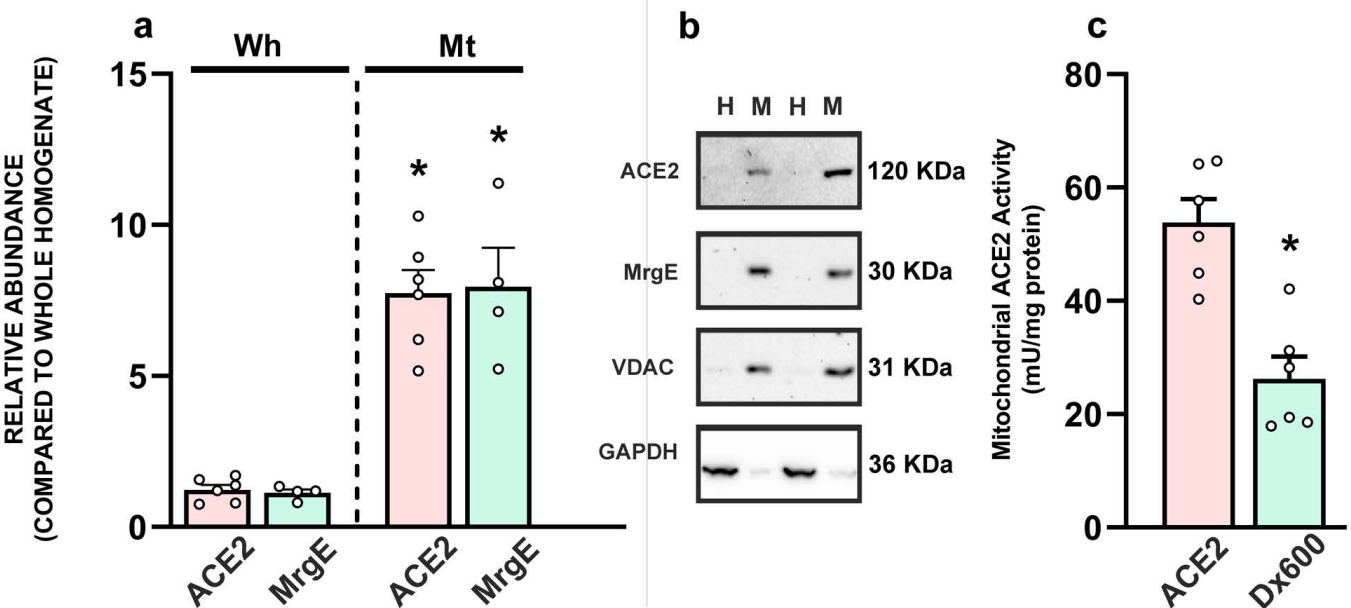 a
Wh
Mt
RELATIVE ABUNDANCE
(COMPARED TO WHOLE HOMOGENATE)
15
10
5
0
*
*
ACE2
MrgE
ACE2
MrgE
b
H M H M
ACE2
120 KDa
MrgE
30 KDa
VDAC
31 KDa
GAPDH
36 KDa
c
Mitochondrial ACE2 Activity
(mU/mg protein)
80
60
40
20
0
*
ACE2
Dx600